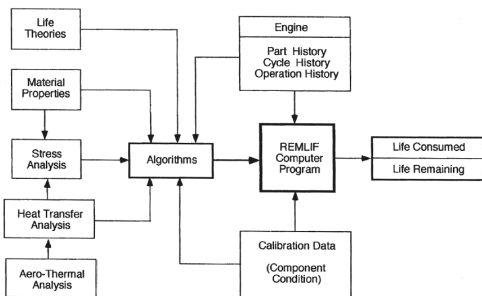 Life
Theories
Engine
Part History
Cycle History
Operation History
Material
Properties
Stress
Analysis
Algorithms
REMLIF
Computer
Program
Life Consumed
Life Remaining
Heat Transfer
Analysis
Calibration Data
(Component
Condition)
Aero-Thermal
Analysis